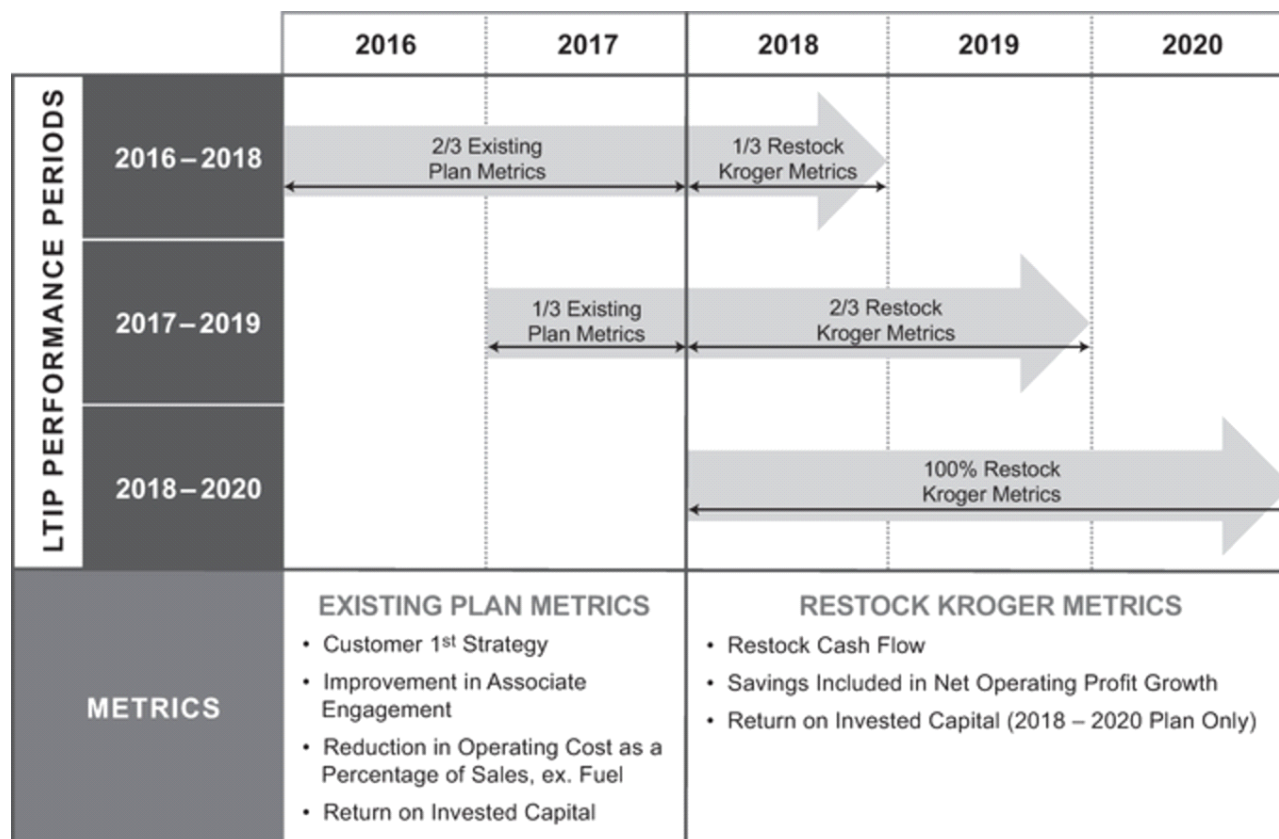 2016 2017 2018 2019 2020
LTIP PERFORMANCE PERIODS
2016 – 2018
2/3 Existing
Plan Metrics
1/3 Restock
Kroger Metrics
2017 – 2019
1/3 Existing
Plan Metrics
2/3 Restock
Kroger Metrics
2018 – 2020
100% Restock
Kroger Metrics
METRICS
EXISTING PLAN METRICS
• Customer 1st Strategy
• Improvement in Associate
Engagement
• Reduction in Operating Cost as a
Percentage of Sales, ex. Fuel
• Return on Invested Capital
RESTOCK KROGER METRICS
• Restock Cash Flow
• Savings Included in Net Operating Profit Growth
• Return on Invested Capital (2018 – 2020 Plan Only)